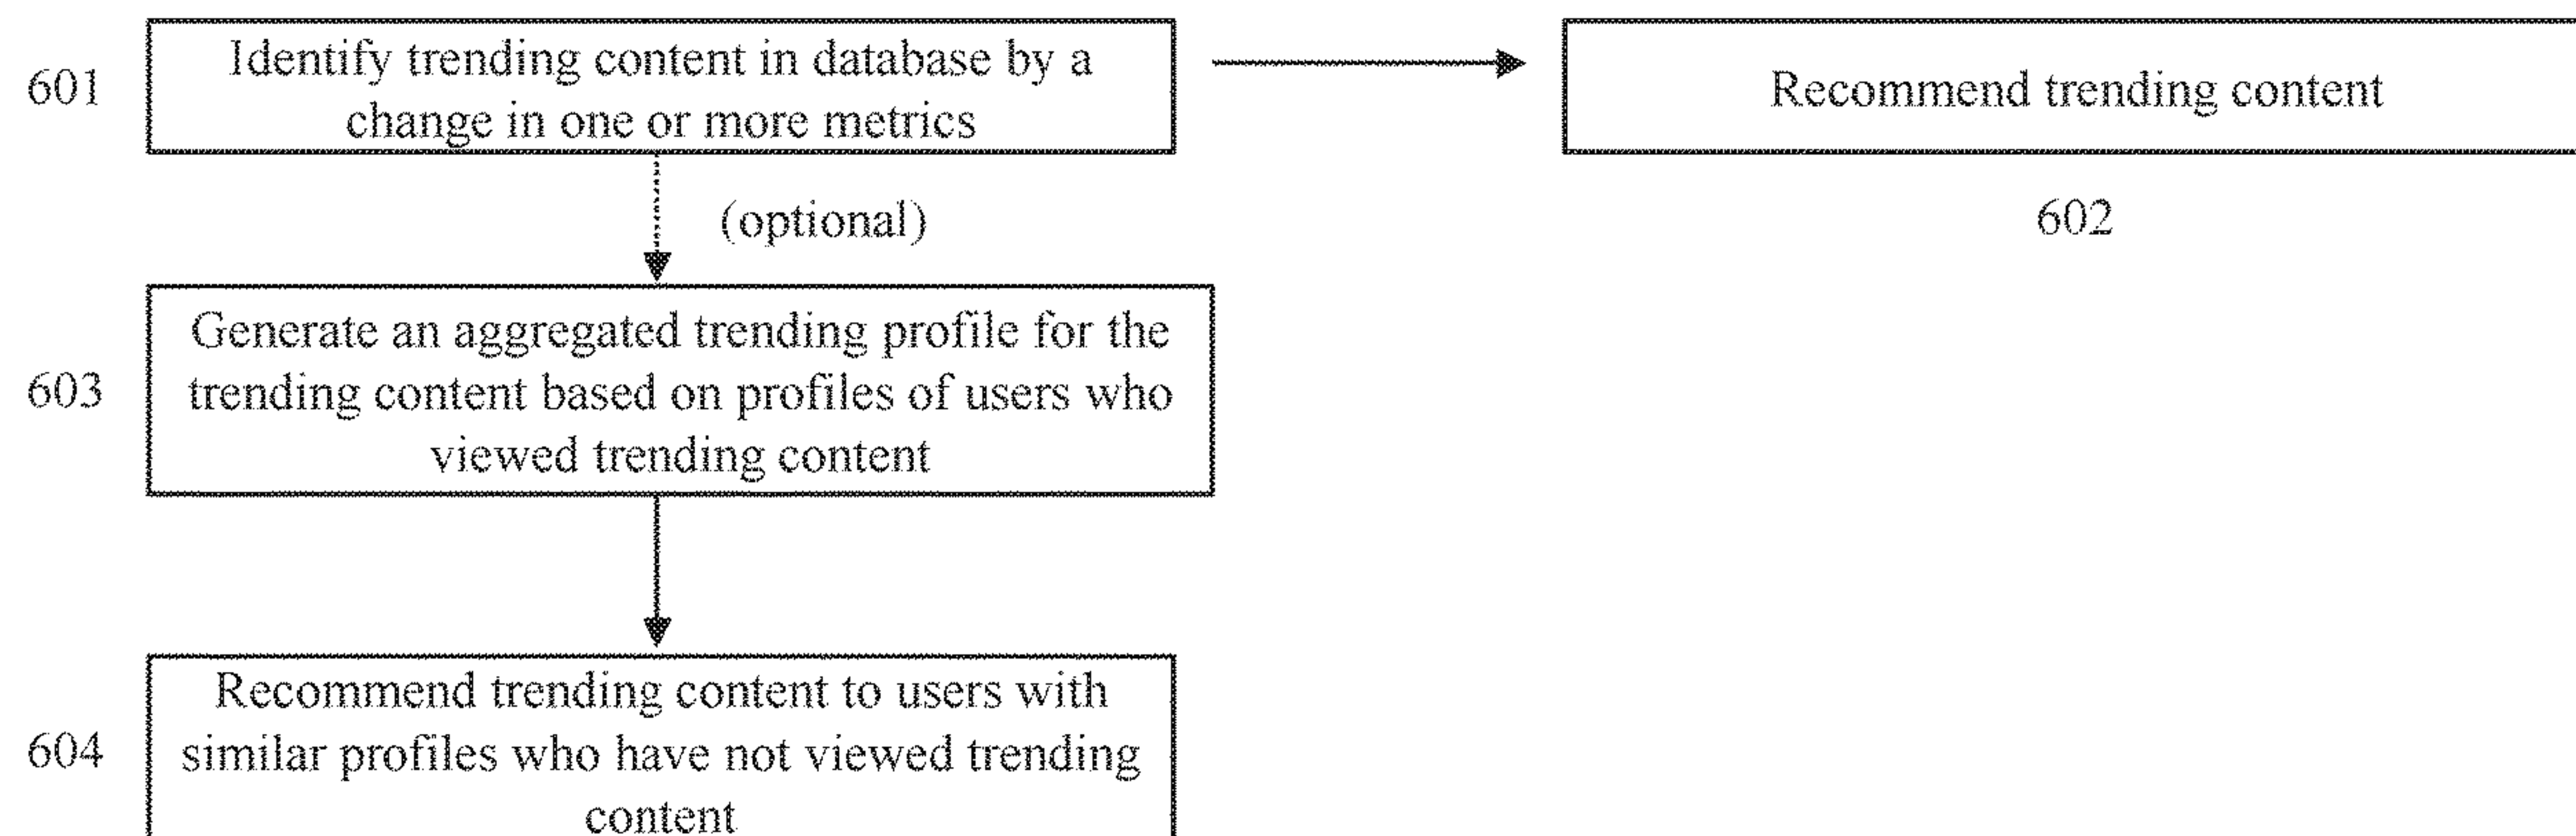 601
Identify trending content in database by a
change in one or more metrics
Recommend trending content
602
(optional)
603
Generate an aggregated trending profile for the
trending content based on profiles of users who
viewed trending content
604
Recommend trending content to users with
similar profiles who have not viewed trending
content